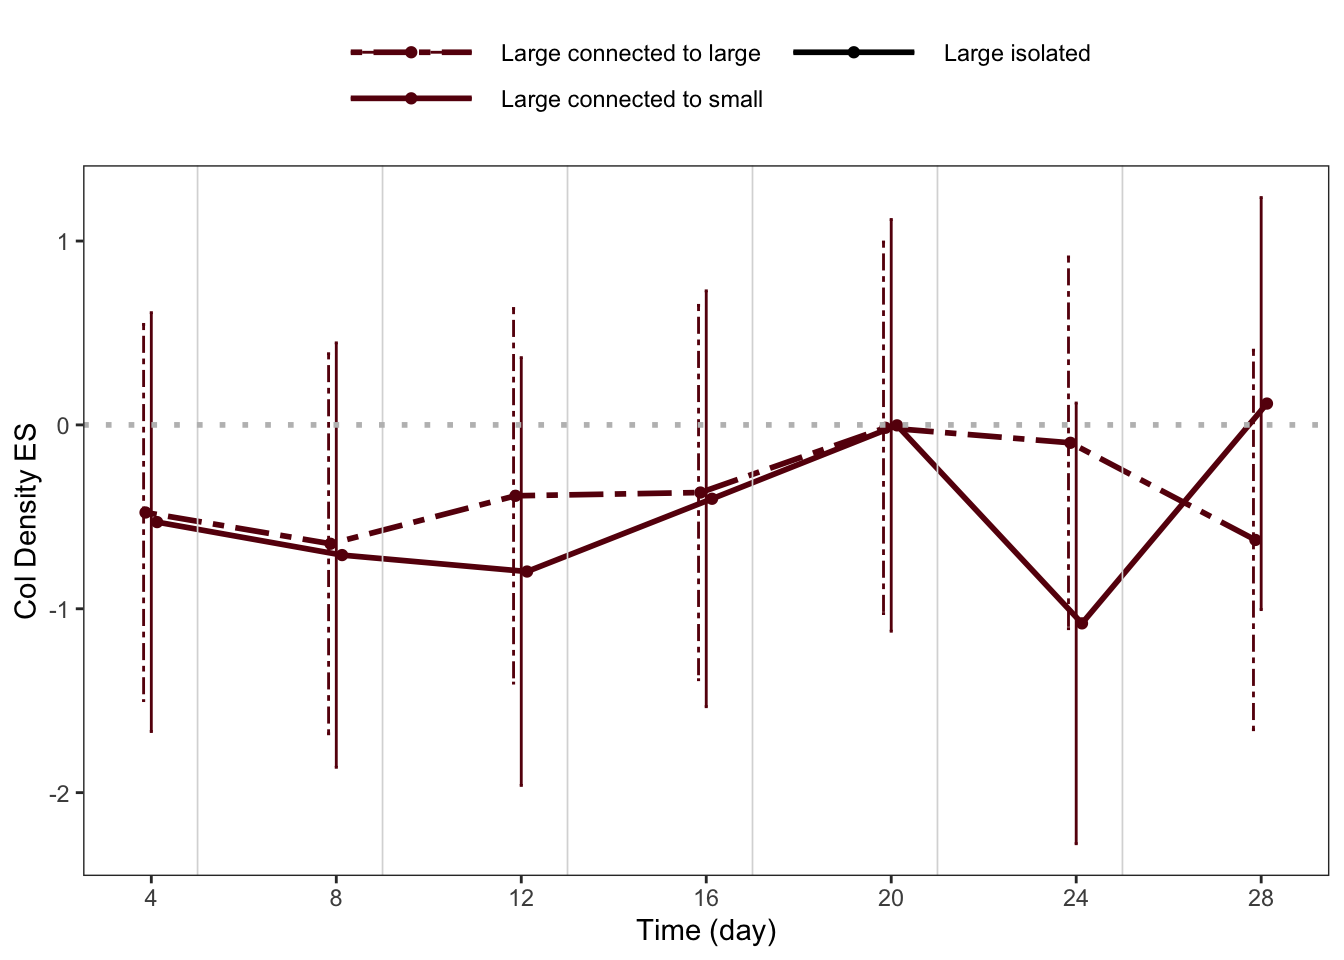 Large connected to large
Large isolated
Large connected to small
Col Density ES
1
0
-1
-2
4
8
12
16
20
24
28
Time (day)